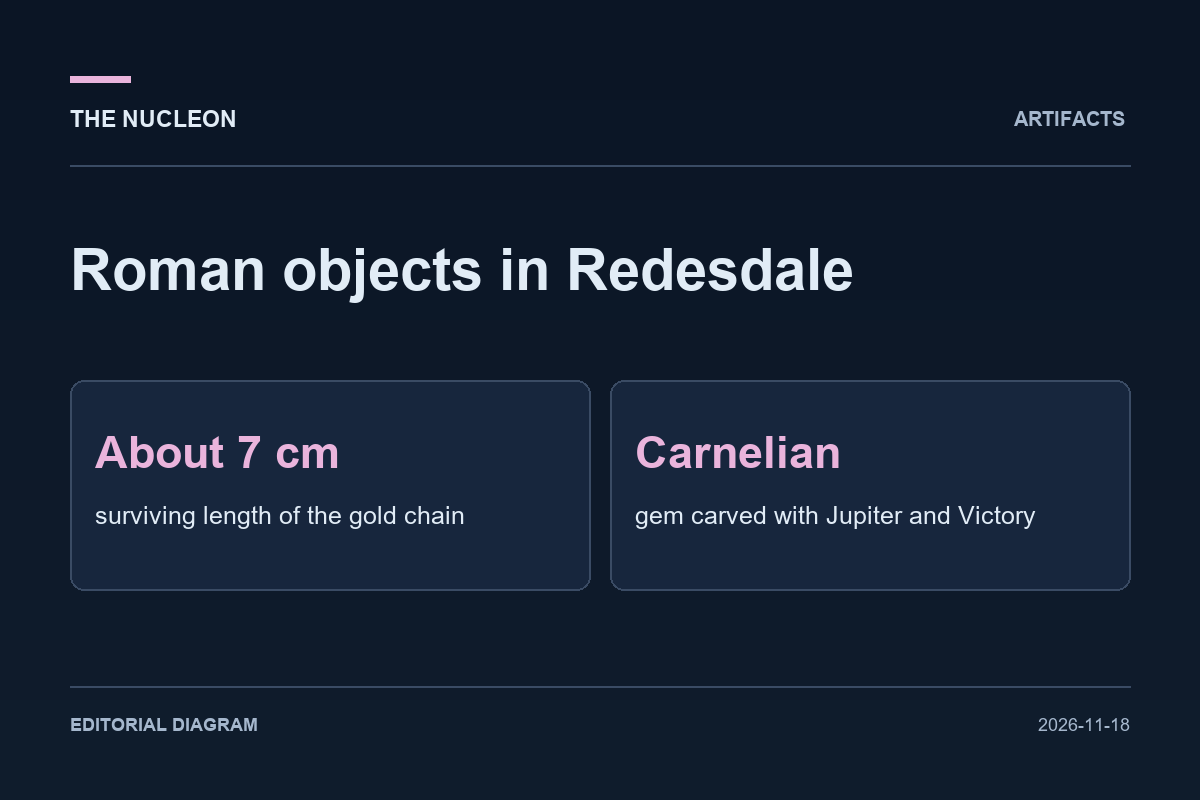 THE NUCLEON
ARTIFACTS
Roman objects in Redesdale
About 7 cm
surviving length of the gold chain
Carnelian
gem carved with Jupiter and Victory
EDITORIAL DIAGRAM
2026-11-18